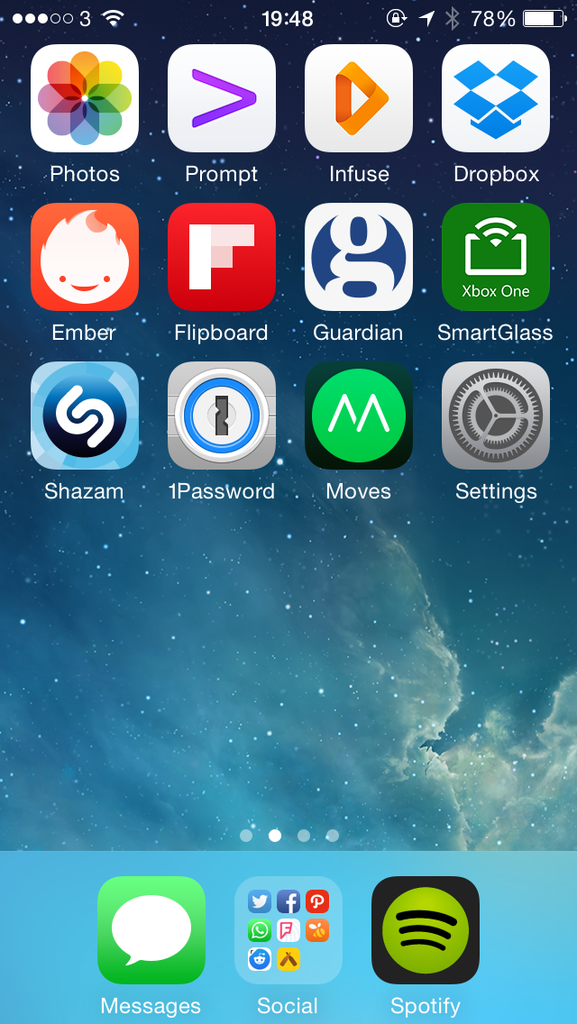 3 19:48 78%
Photos Prompt Infuse Dropbox
Xbox One
Ember Flipboard Guardian SmartGlass
Shazam 1Password Moves Settings
Messages Social Spotify